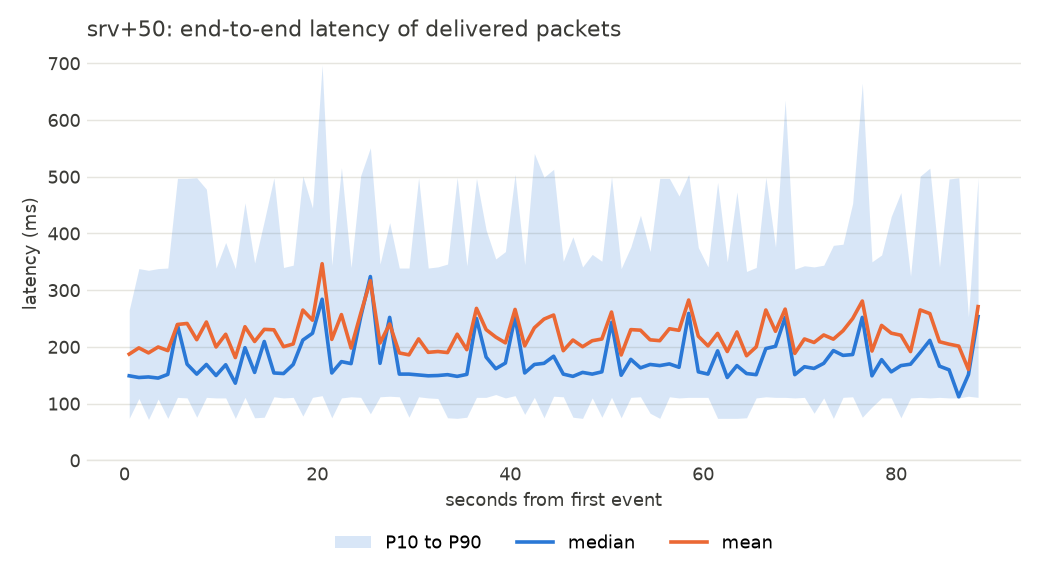 srv+50: end-to-end latency of delivered packets
700
600
500
400
300
200
100
0
latency (ms)
0 20 40 60 80
seconds from first event
P10 to P90 median mean